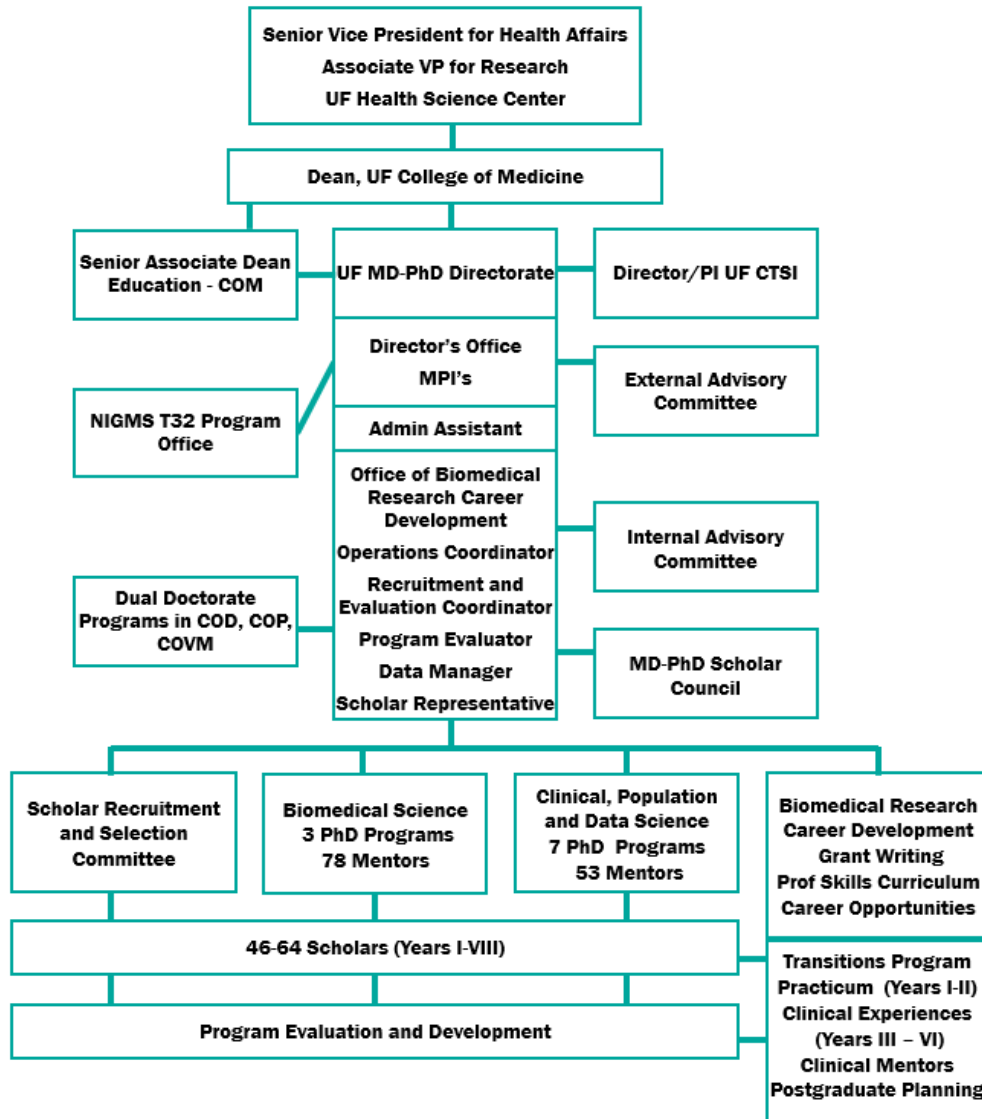 Senior Vice President for Health Affairs
Associate VP for Research
UF Health Science Center
Dean, UF College of Medicine
Senior Associate Dean
Education - COM
UF MD-PhD Directorate
Director/PI UF CTSI
Director's Office
MPI's
External Advisory
Committee
NIGMS T32 Program
Office
Admin Assistant
Office of Biomedical
Research Career
Development
Operations Coordinator
Recruitment and
Evaluation Coordinator
Program Evaluator
Data Manager
Scholar Representative
Internal Advisory
Committee
Dual Doctorate
Programs in COD, COP,
COVM
MD-PhD Scholar
Council
Scholar Recruitment
and Selection
Committee
Biomedical Science
3 PhD Programs
78 Mentors
Clinical, Population
and Data Science
7 PhD  Programs
53 Mentors
Biomedical Research
Career Development
Grant Writing
Prof Skills Curriculum
Career Opportunities
46-64 Scholars (Years I-VIII)
Transitions Program
Practicum  (Years I-II)
Clinical Experiences
(Years III – VI)
Clinical Mentors
Postgraduate Planning
Program Evaluation and Development